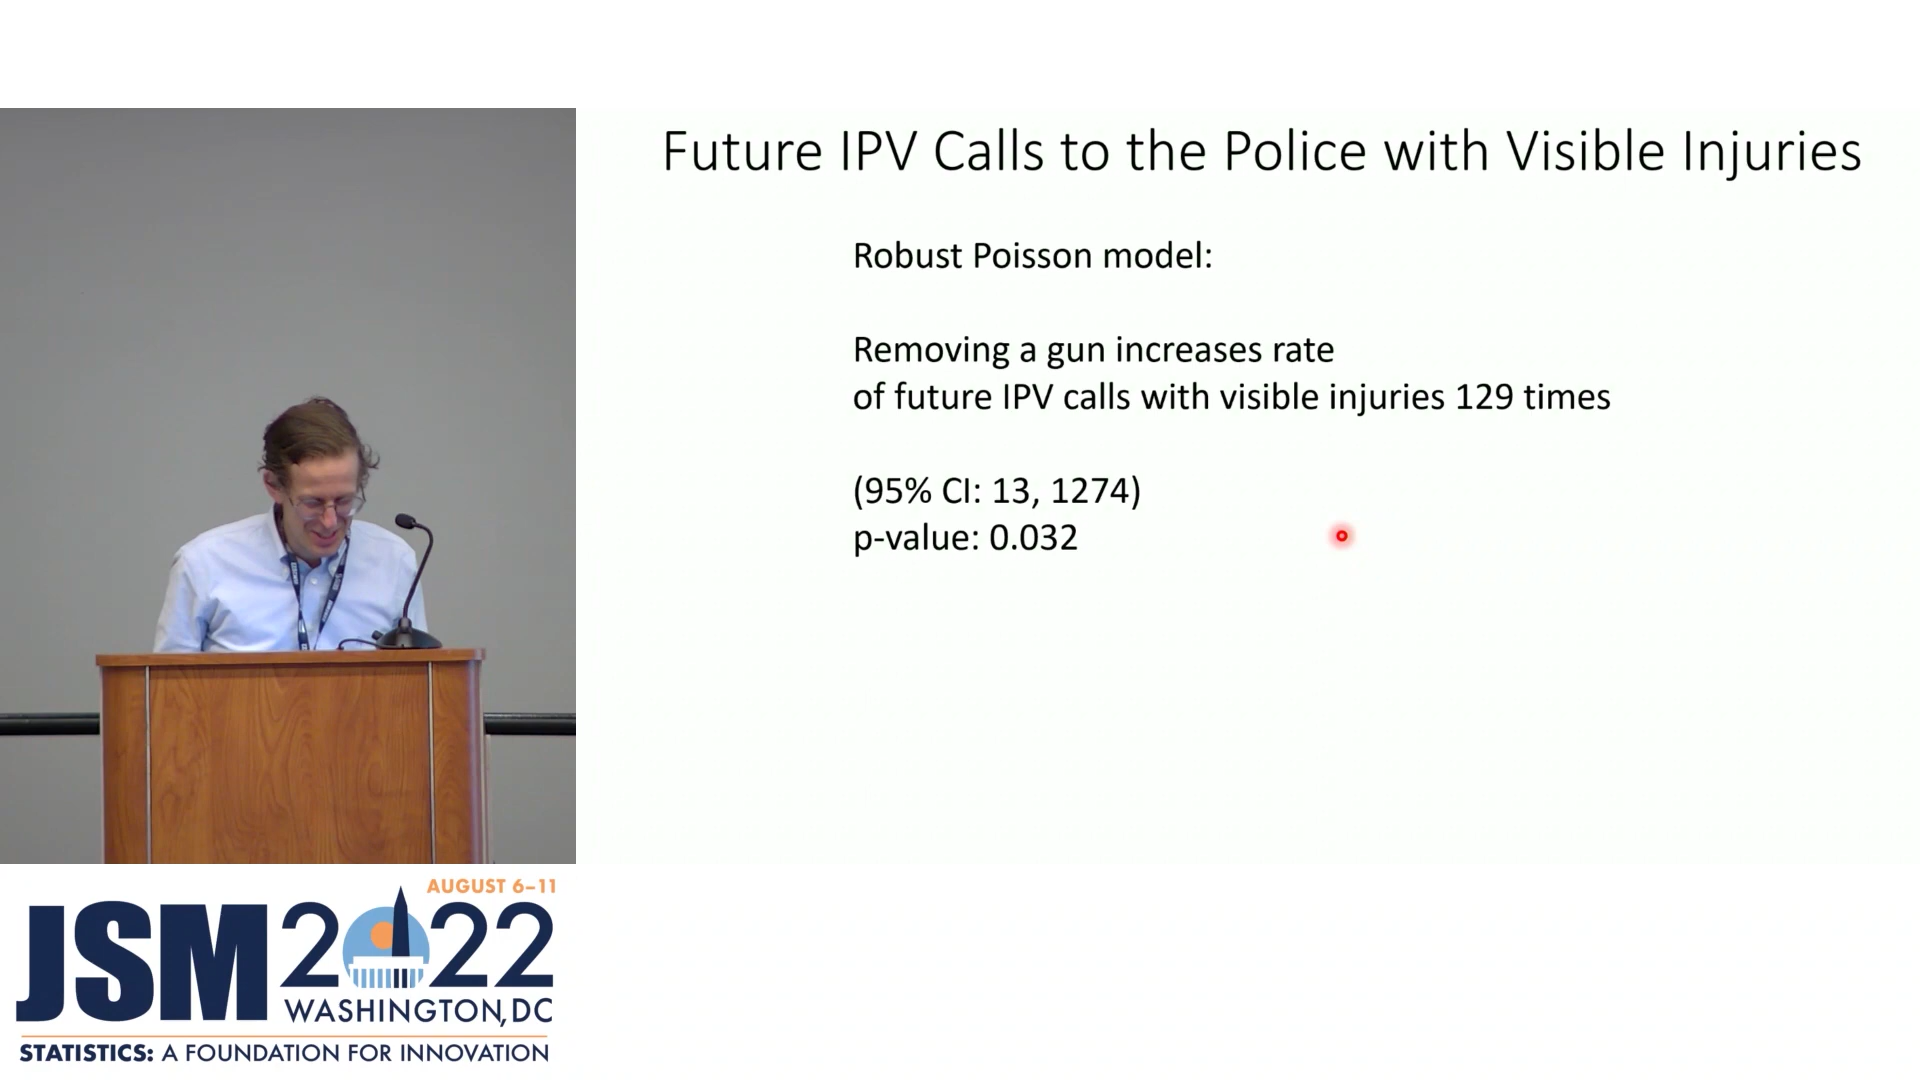 Future IPV Calls to the Police with Visible Injuries
Robust Poisson model:
Removing a gun increases rate
of future IPV calls with visible injuries 129 times
(95% CI: 13, 1274)
p-value: 0.032
AUGUST 6–11
JSM 2022
WASHINGTON, DC
STATISTICS: A FOUNDATION FOR INNOVATION